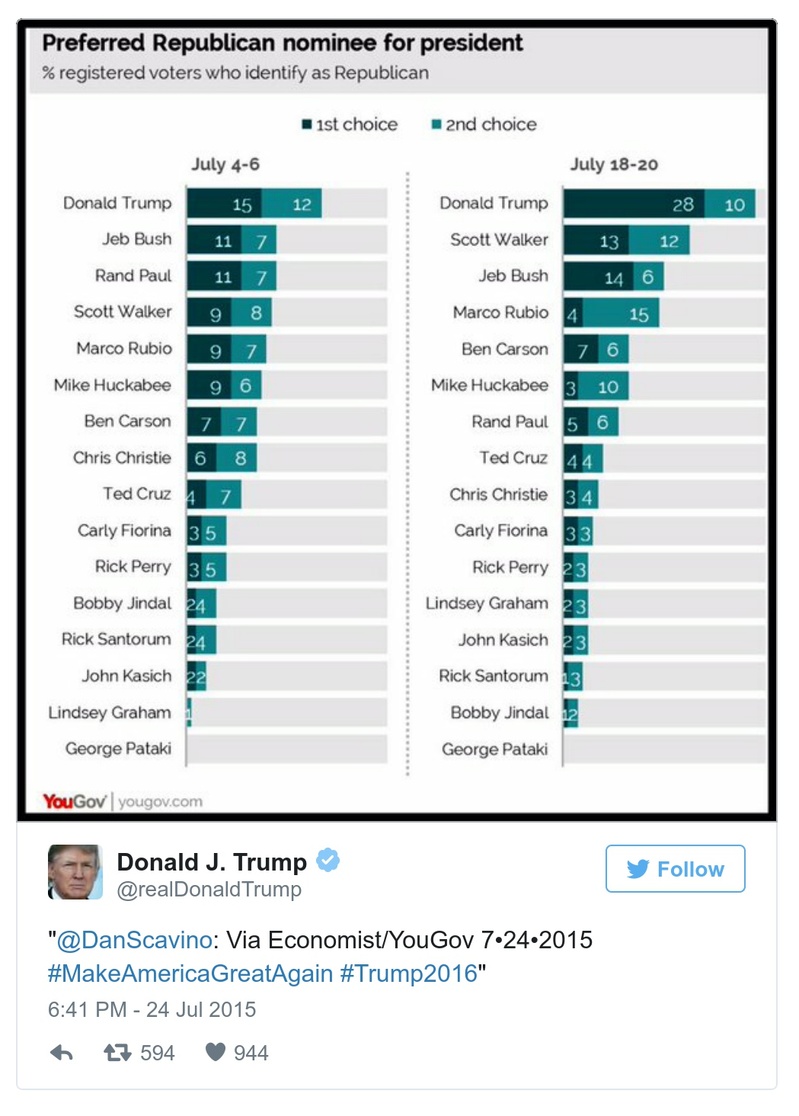 Preferred Republican nominee for president
% registered voters who identify as Republican
1st choice 2nd choice
July 4-6
Donald Trump 15 12
Jeb Bush 11 7
Rand Paul 11 7
Scott Walker 9 8
Marco Rubio 9 7
Mike Huckabee 9 6
Ben Carson 7 7
Chris Christie 6 8
Ted Cruz 4 7
Carly Fiorina 3 5
Rick Perry 3 5
Bobby Jindal 2 4
Rick Santorum 2 4
John Kasich 2 2
Lindsey Graham 1
George Pataki
July 18-20
Donald Trump 28 10
Scott Walker 13 12
Jeb Bush 14 6
Marco Rubio 4 15
Ben Carson 7 6
Mike Huckabee 3 10
Rand Paul 5 6
Ted Cruz 4 4
Chris Christie 3 4
Carly Fiorina 3 3
Rick Perry 2 3
Lindsey Graham 2 3
John Kasich 2 3
Rick Santorum 1 3
Bobby Jindal 1 2
George Pataki
YouGov | yougov.com
Donald J. Trump
@realDonaldTrump
Follow
"@DanScavino: Via Economist/YouGov 7•24•2015
#MakeAmericaGreatAgain #Trump2016"
6:41 PM - 24 Jul 2015
594 944